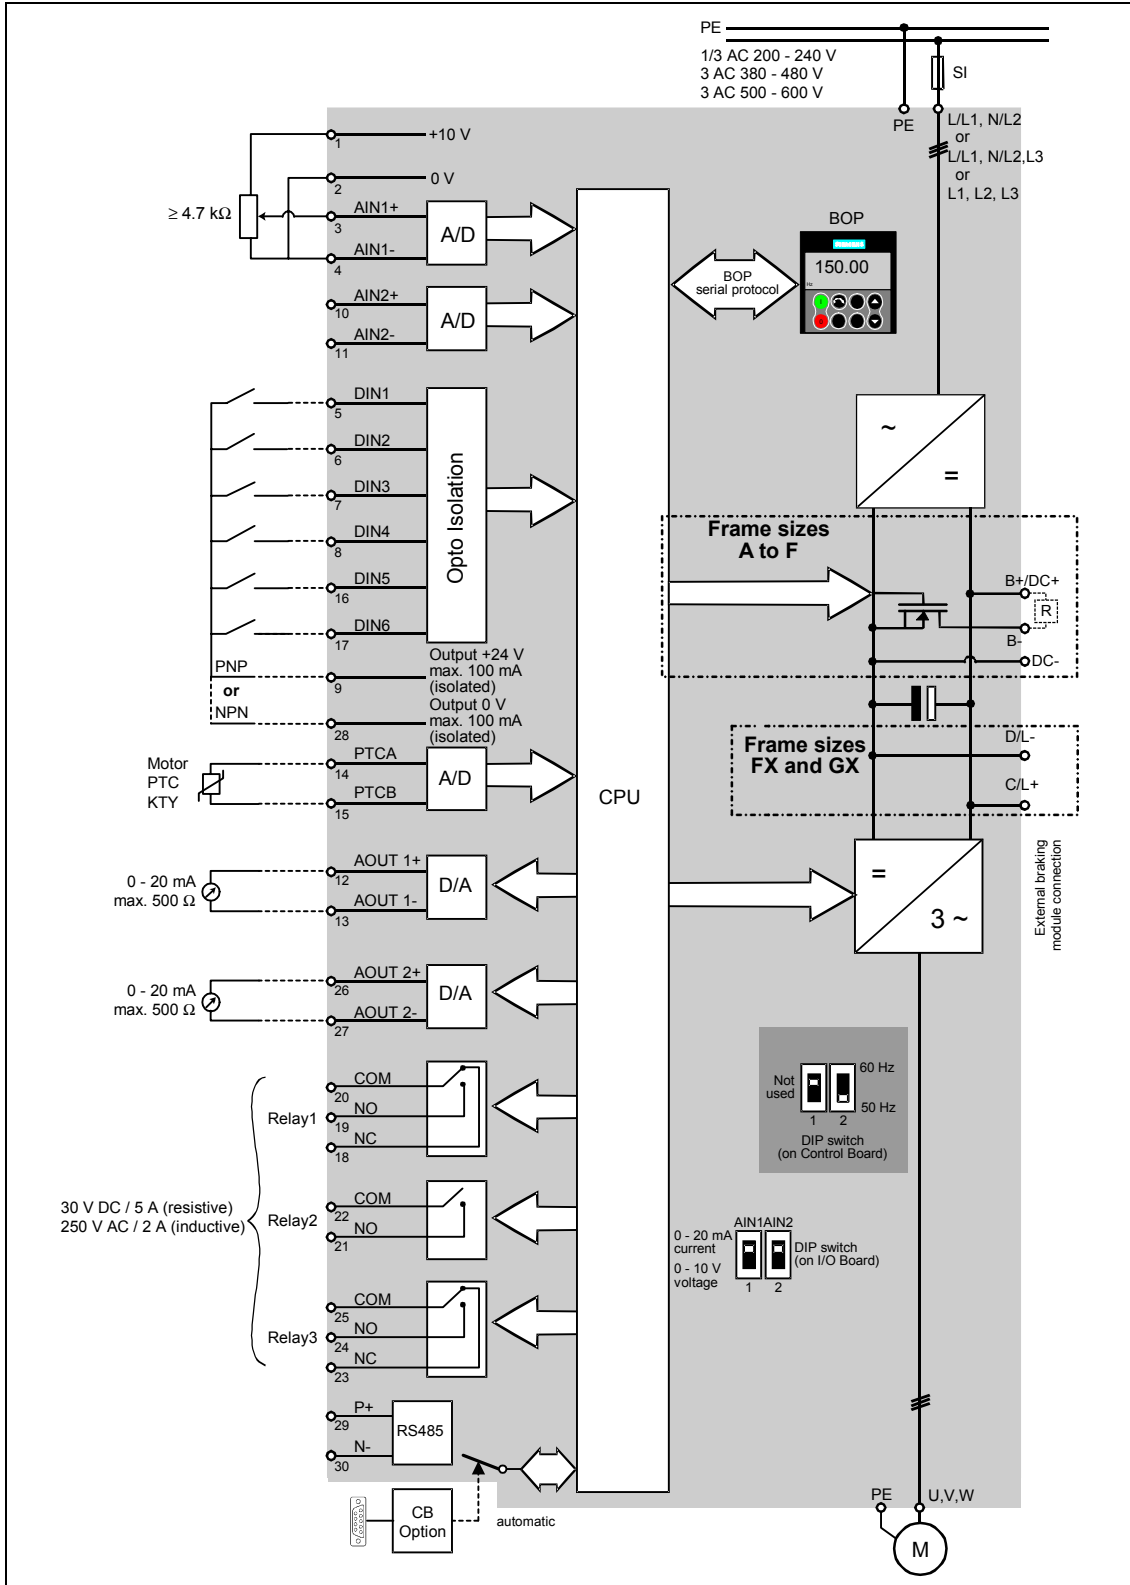 PE
1/3 AC 200 - 240 V
3 AC 380 - 480 V
3 AC 500 - 600 V
SI
PE
L/L1, N/L2
or
L/L1, N/L2,L3
or
L1, L2, L3
1
+10 V
2
0 V
≥ 4.7 kΩ
AIN1+
3
AIN1-
4
A/D
AIN2+
10
AIN2-
11
A/D
BOP
SIEMENS
150.00
Hz
BOP
serial protocol
DIN1
5
DIN2
6
DIN3
7
DIN4
8
DIN5
16
DIN6
17
Opto Isolation
~
=
Frame sizes
A to F
B+/DC+
R
B-
DC-
PNP
or
NPN
9
Output +24 V
max. 100 mA
(isolated)
28
Output 0 V
max. 100 mA
(isolated)
Frame sizes
FX and GX
D/L-
C/L+
Motor
PTC
KTY
PTCA
14
PTCB
15
A/D
CPU
External braking
module connection
=
3 ~
0 - 20 mA
max. 500 Ω
AOUT 1+
12
AOUT 1-
13
D/A
0 - 20 mA
max. 500 Ω
AOUT 2+
26
AOUT 2-
27
D/A
Not
used
60 Hz
50 Hz
1
2
DIP switch
(on Control Board)
30 V DC / 5 A (resistive)
250 V AC / 2 A (inductive)
Relay1
COM
20
NO
19
NC
18
Relay2
COM
22
NO
21
Relay3
COM
25
NO
24
NC
23
AIN1AIN2
0 - 20 mA
current
0 - 10 V
voltage
1
2
DIP switch
(on I/O Board)
P+
29
N-
30
RS485
CB
Option
automatic
PE
U,V,W
M